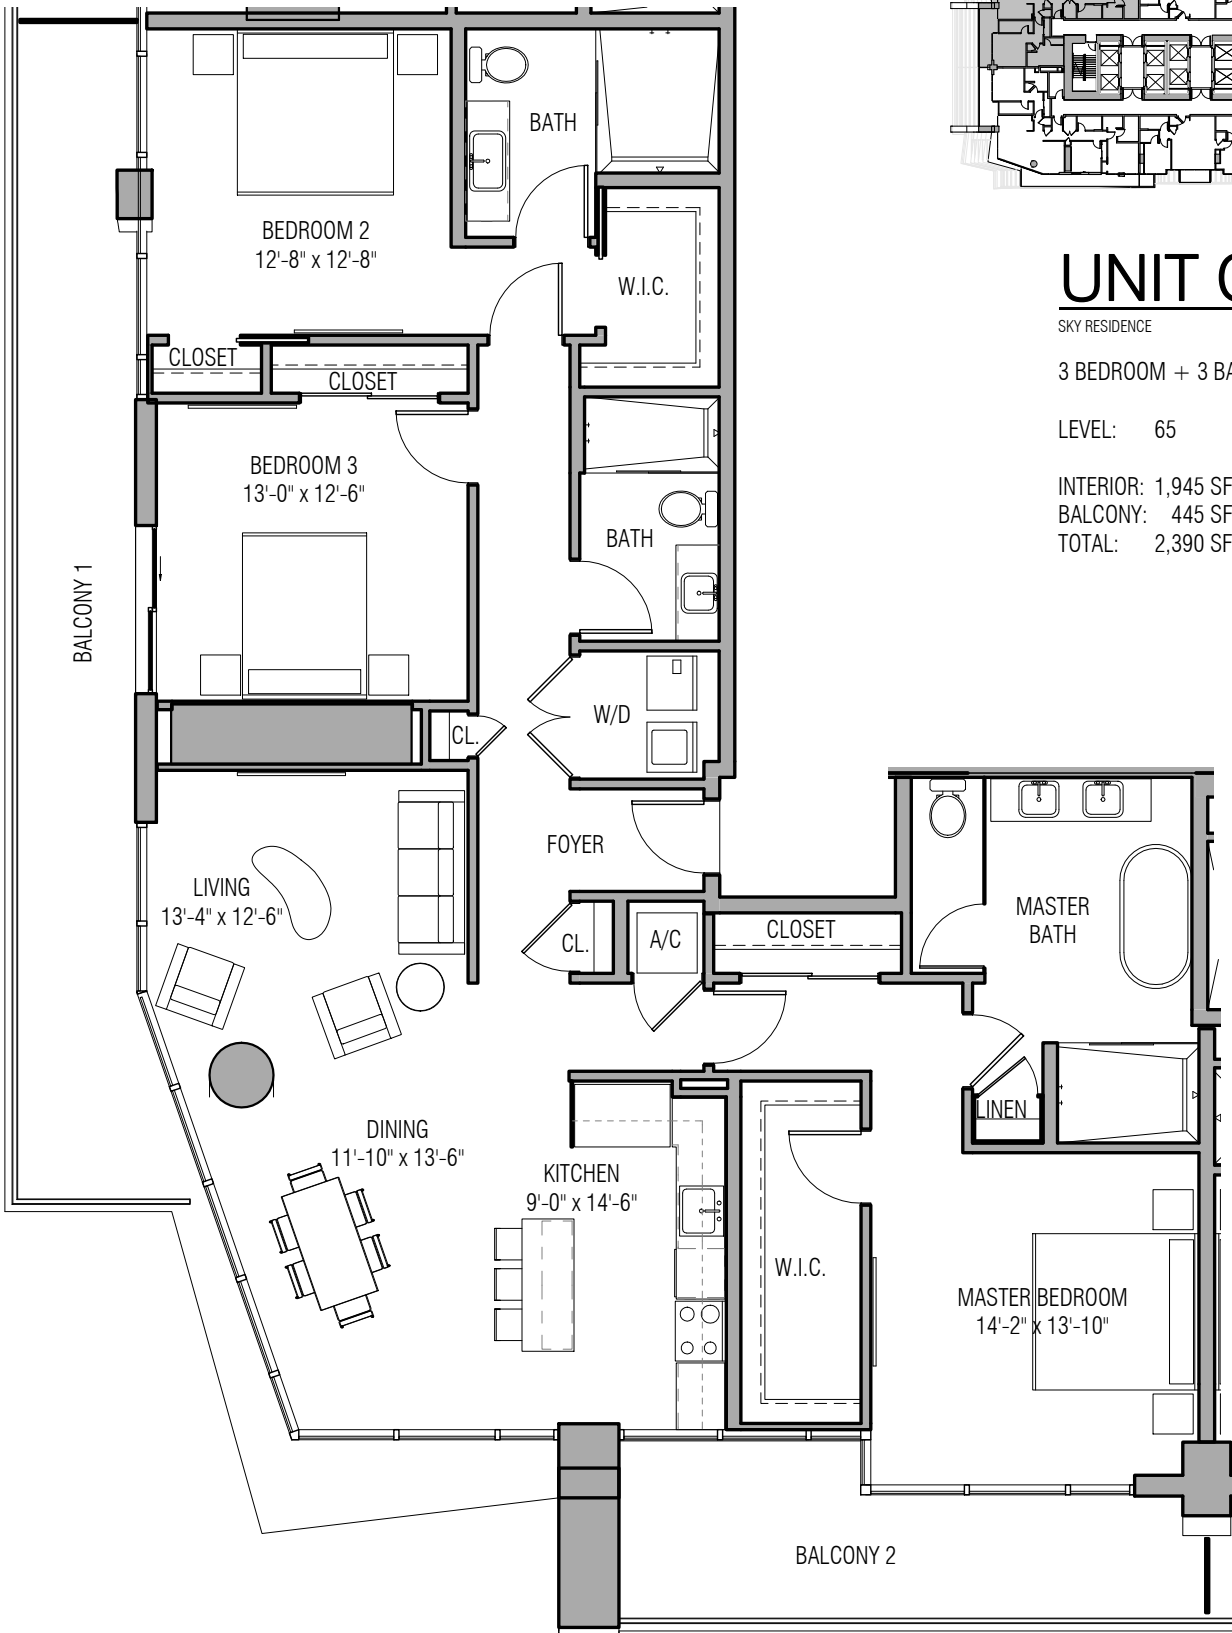 BATH
BEDROOM 2
12'-8" x 12'-8"
W.I.C.
CLOSET
CLOSET
BEDROOM 3
13'-0" x 12'-6"
BATH
BALCONY 1
W/D
CL.
FOYER
LIVING
13'-4" x 12'-6"
CL.
A/C
CLOSET
MASTER
BATH
LINEN
DINING
11'-10" x 13'-6"
KITCHEN
9'-0" x 14'-6"
W.I.C.
MASTER BEDROOM
14'-2" x 13'-10"
BALCONY 2
UNIT
SKY RESIDENCE
3 BEDROOM + 3 BA
LEVEL: 65
INTERIOR: 1,945 SF
BALCONY: 445 SF
TOTAL: 2,390 SF